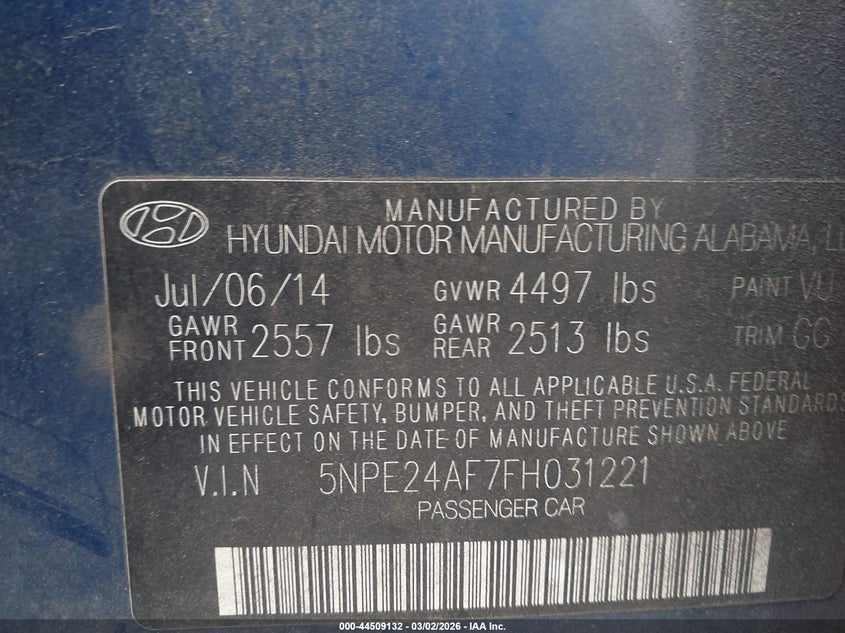 MANUFACTURED BY
HYUNDAI MOTOR MANUFACTURING ALABAMA, LL
Jul/06/14 GVWR 4497 lbs PAINT VU
GAWR FRONT 2557 lbs GAWR REAR 2513 lbs TRIM GG
THIS VEHICLE CONFORMS TO ALL APPLICABLE U.S.A. FEDERAL
MOTOR VEHICLE SAFETY, BUMPER, AND THEFT PREVENTION STANDARDS
IN EFFECT ON THE DATE OF MANUFACTURE SHOWN ABOVE
V.I.N 5NPE24AF7FH031221
PASSENGER CAR
000-44509132 - 03/02/2026 - IAA Inc.